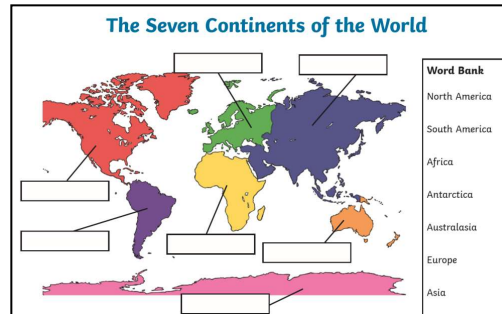 The Seven Continents of the World
Word Bank
North America
South America
Africa
Antarctica
Australasia
Europe
Asia